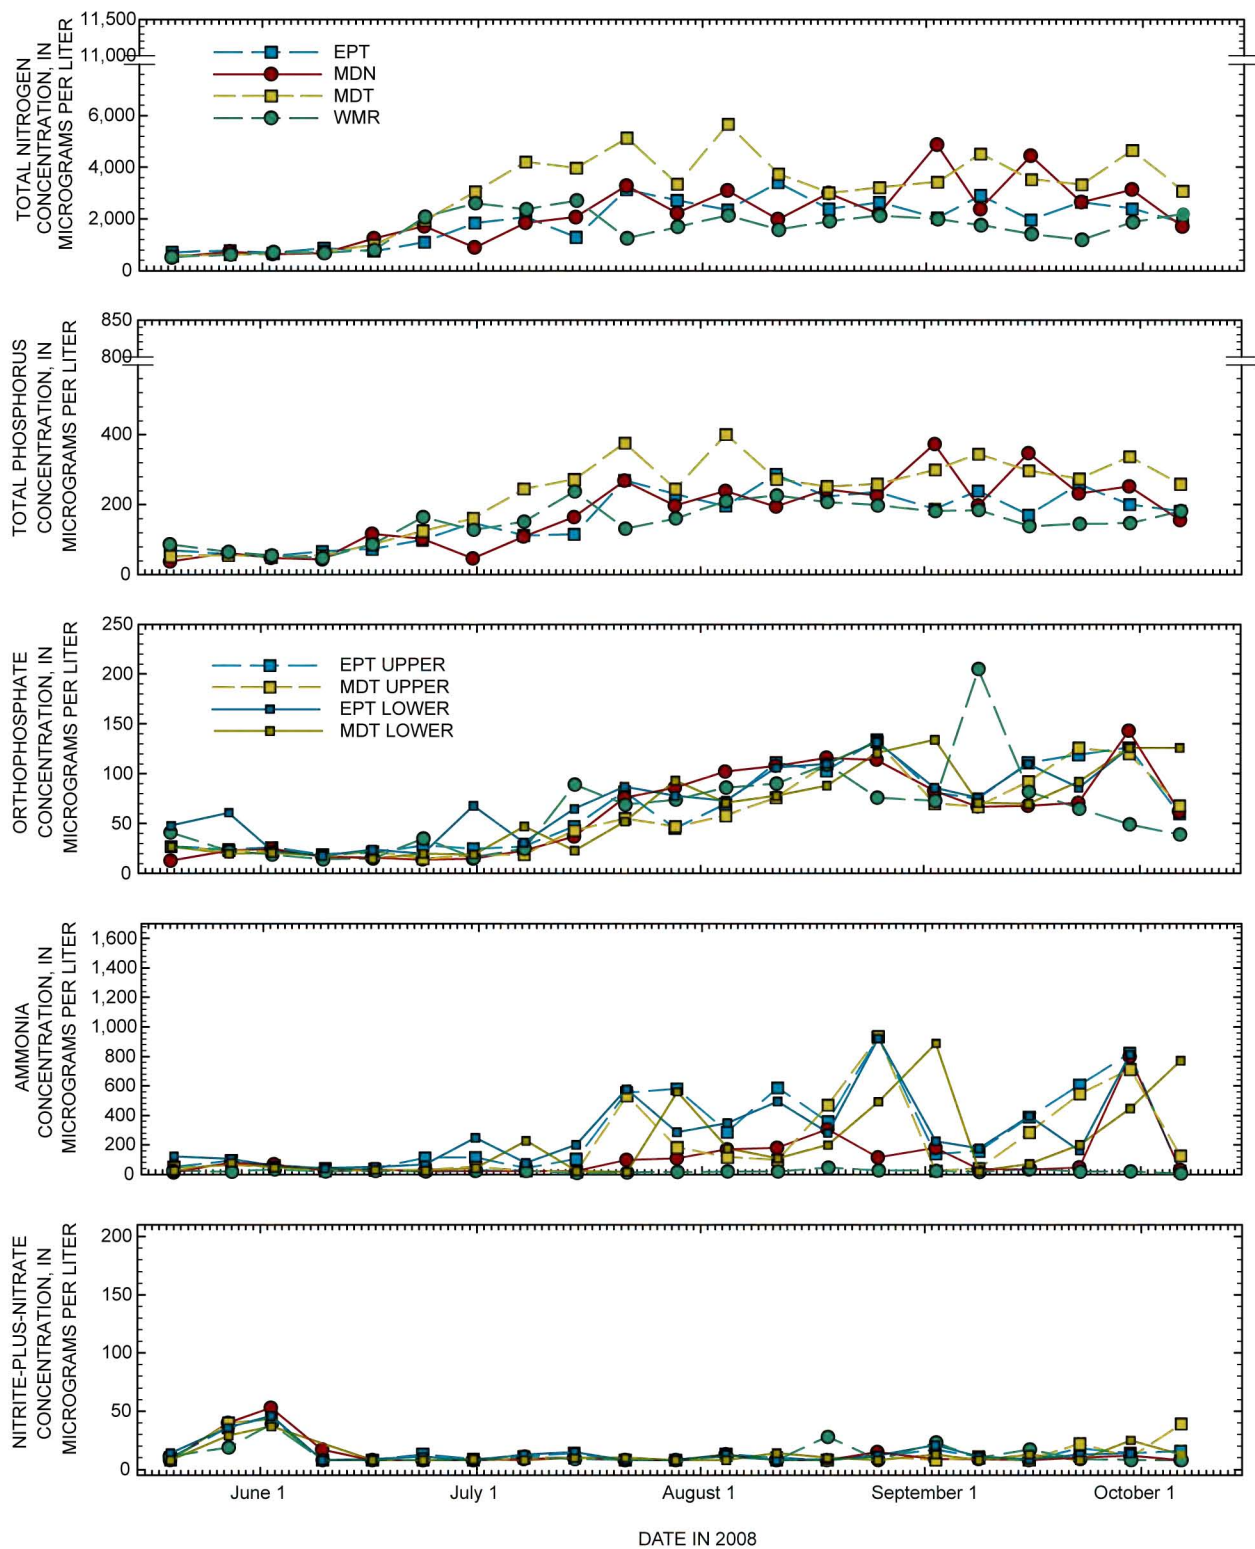 TOTAL NITROGEN
CONCENTRATION, IN
MICROGRAMS PER LITER
11,500
11,000
6,000
4,000
2,000
0
EPT
MDN
MDT
WMR
TOTAL PHOSPHORUS
CONCENTRATION, IN
MICROGRAMS PER LITER
850
800
400
200
0
ORTHOPHOSPHATE
CONCENTRATION, IN
MICROGRAMS PER LITER
250
200
150
100
50
0
EPT UPPER
MDT UPPER
EPT LOWER
MDT LOWER
AMMONIA
CONCENTRATION, IN
MICROGRAMS PER LITER
1,600
1,400
1,200
1,000
800
600
400
200
0
NITRITE-PLUS-NITRATE
CONCENTRATION, IN
MICROGRAMS PER LITER
200
150
100
50
0
June 1 July 1 August 1 September 1 October 1
DATE IN 2008